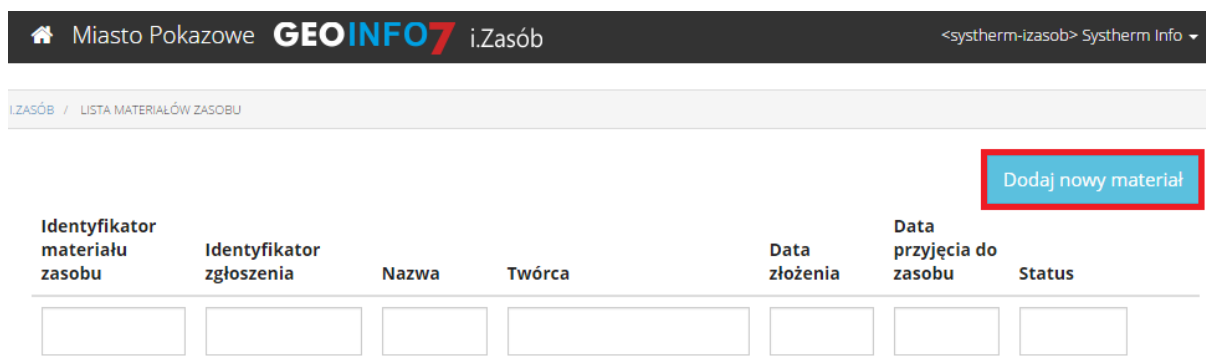 Miasto Pokazowe GEOINFO7 i.Zasób <systherm-izasob> Systherm Info
I.ZASÓB / LISTA MATERIAŁÓW ZASOBU
Dodaj nowy materiał
Identyfikator
materiału
zasobu
Identyfikator
zgłoszenia
Nazwa
Twórca
Data
złożenia
Data
przyjęcia do
zasobu
Status